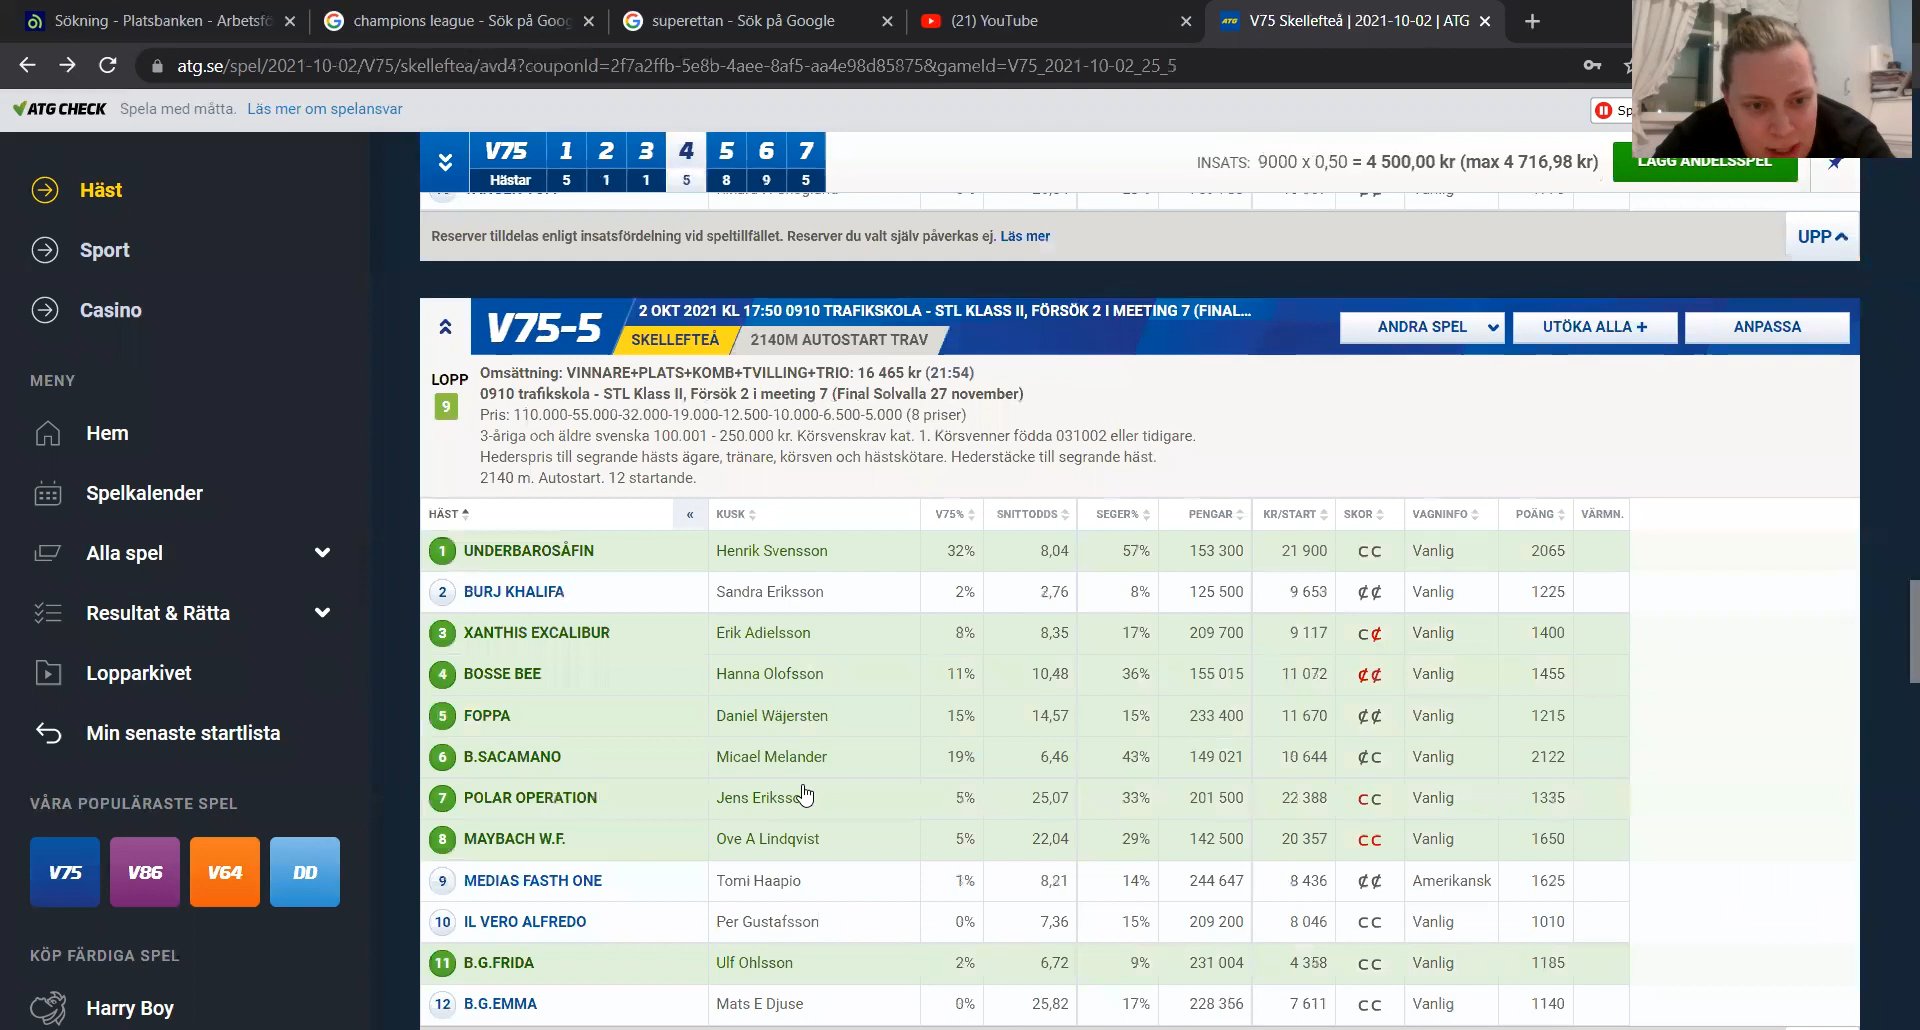 Sökning - Platsbanken - Arbetsfö
champions league - Sök på Goog
superettan - Sök på Google
(21) YouTube
ATG V75 Skellefteå | 2021-10-02 | ATG
atg.se/spel/2021-10-02/V75/skelleftea/avd4?couponId=2f7a2ffb-5e8b-4aee-8af5-aa4e98d85875&gameId=V75_2021-10-02_25_5
ATG CHECK Spela med måtta. Läs mer om spelansvar
Sp
Häst
Sport
Casino
MENY
Hem
Spelkalender
Alla spel
Resultat & Rätta
Lopparkivet
Min senaste startlista
VÅRA POPULÄRASTE SPEL
V75 V86 V64 DD
KÖP FÄRDIGA SPEL
Harry Boy
V75 1 2 3 4 5 6 7
Hästar 5 1 1 5 8 9 5
INSATS: 9000 x 0,50 = 4 500,00 kr (max 4 716,98 kr)
LÄGG ANDELSSPEL
Reserver tilldelas enligt insatsfördelning vid speltillfället. Reserver du valt själv påverkas ej. Läs mer
UPP
V75-5
2 OKT 2021 KL 17:50 0910 TRAFIKSKOLA - STL KLASS II, FÖRSÖK 2 I MEETING 7 (FINAL...
SKELLEFTEÅ 2140M AUTOSTART TRAV
ANDRA SPEL
UTÖKA ALLA +
ANPASSA
LOPP
9
Omsättning: VINNARE+PLATS+KOMB+TVILLING+TRIO: 16 465 kr (21:54)
0910 trafikskola - STL Klass II, Försök 2 i meeting 7 (Final Solvalla 27 november)
Pris: 110.000-55.000-32.000-19.000-12.500-10.000-6.500-5.000 (8 priser)
3-åriga och äldre svenska 100.001 - 250.000 kr. Körsvenskrav kat. 1. Körsvenner födda 031002 eller tidigare.
Hederspris till segrande hästs ägare, tränare, körsven och hästskötare. Hederstäcke till segrande häst.
2140 m. Autostart. 12 startande.
HÄST « KUSK V75% SNITTODDS SEGER% PENGAR KR/START SKOR VAGNINFO POÄNG VÄRMN.
1 UNDERBAROSÅFIN Henrik Svensson 32% 8,04 57% 153 300 21 900 C C Vanlig 2065
2 BURJ KHALIFA Sandra Eriksson 2% 2,76 8% 125 500 9 653 ₵ ₵ Vanlig 1225
3 XANTHIS EXCALIBUR Erik Adielsson 8% 8,35 17% 209 700 9 117 C ₵ Vanlig 1400
4 BOSSE BEE Hanna Olofsson 11% 10,48 36% 155 015 11 072 ₵ ₵ Vanlig 1455
5 FOPPA Daniel Wäjersten 15% 14,57 15% 233 400 11 670 ₵ ₵ Vanlig 1215
6 B.SACAMANO Micael Melander 19% 6,46 43% 149 021 10 644 ₵ C Vanlig 2122
7 POLAR OPERATION Jens Eriksso 5% 25,07 33% 201 500 22 388 C C Vanlig 1335
8 MAYBACH W.F. Ove A Lindqvist 5% 22,04 29% 142 500 20 357 C C Vanlig 1650
9 MEDIAS FASTH ONE Tomi Haapio 1% 8,21 14% 244 647 8 436 ₵ ₵ Amerikansk 1625
10 IL VERO ALFREDO Per Gustafsson 0% 7,36 15% 209 200 8 046 C C Vanlig 1010
11 B.G.FRIDA Ulf Ohlsson 2% 6,72 9% 231 004 4 358 C C Vanlig 1185
12 B.G.EMMA Mats E Djuse 0% 25,82 17% 228 356 7 611 C C Vanlig 1140